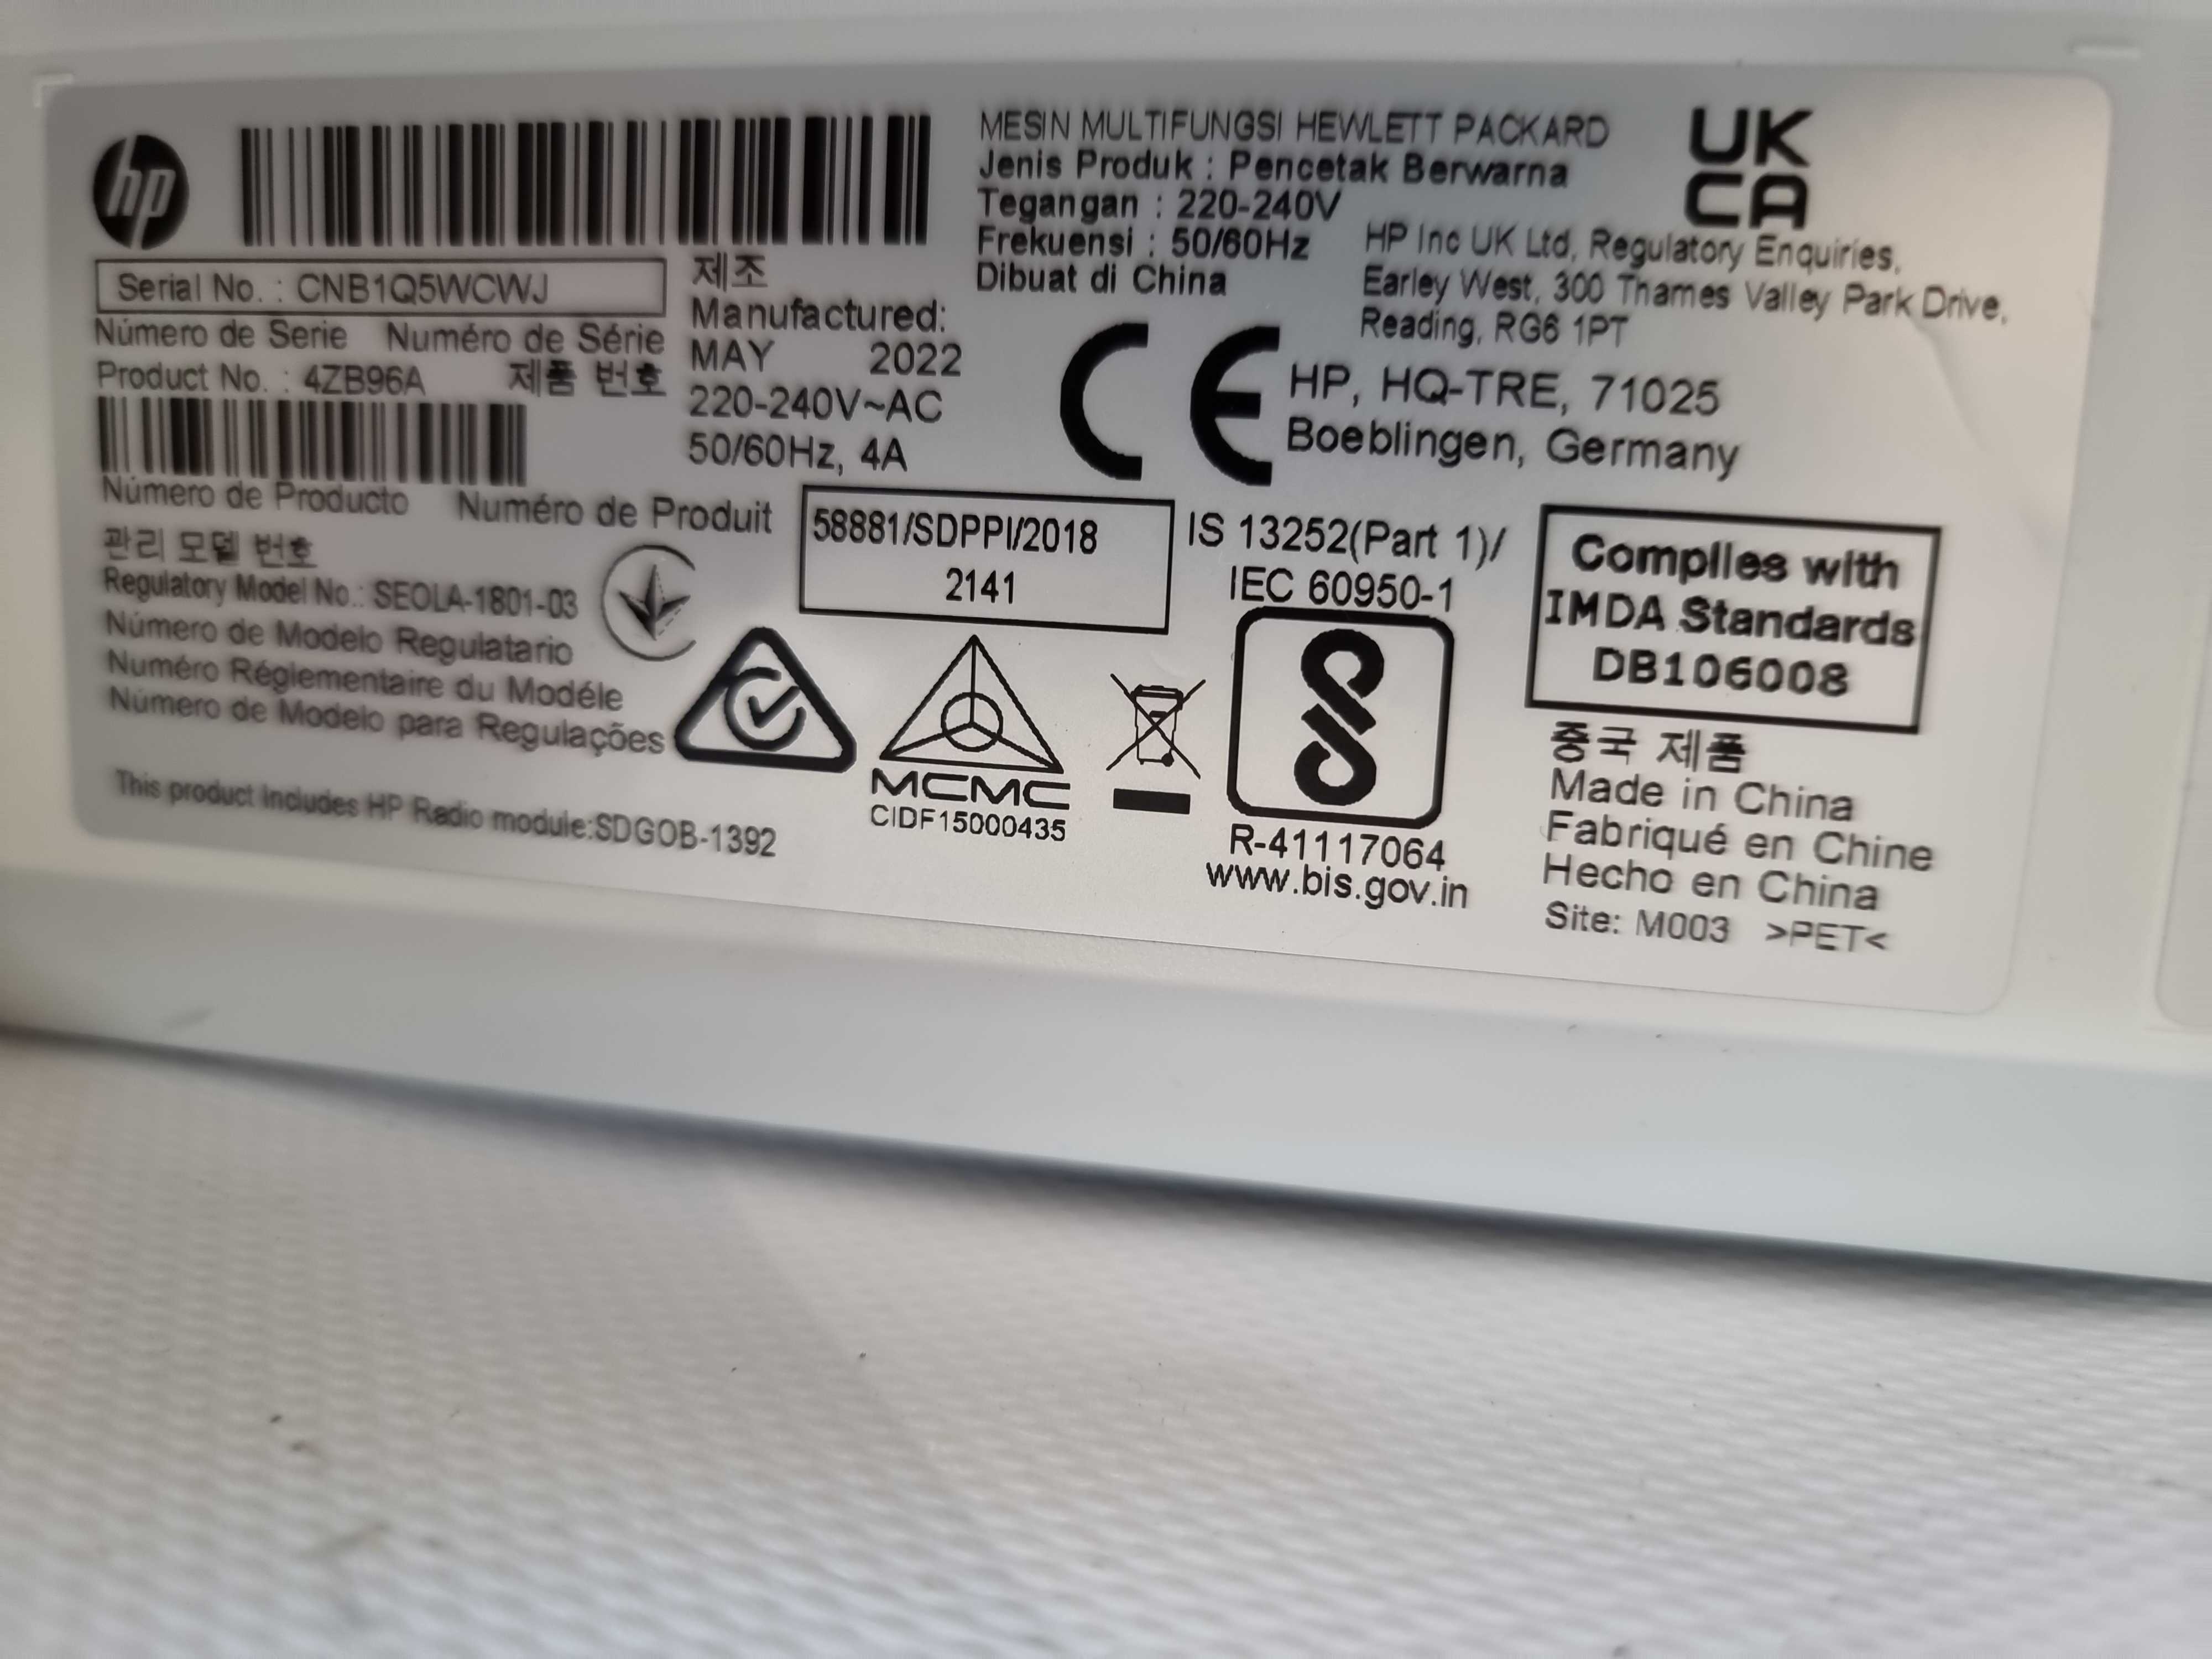 hp
Serial No. : CNB1Q5WCWJ
Número de Serie Numéro de Série
Product No. : 4ZB96A 제품 번호
Número de Producto Numéro de Produit
관리 모델 번호
Regulatory Model No.: SEOLA-1801-03
Número de Modelo Regulatario
Numéro Réglementaire du Modéle
Número de Modelo para Regulações
This product includes HP Radio module:SDGOB-1392
제조
Manufactured:
MAY 2022
220-240V~AC
50/60Hz, 4A
MESIN MULTIFUNGSI HEWLETT PACKARD
Jenis Produk : Pencetak Berwarna
Tegangan : 220-240V
Frekuensi : 50/60Hz
Dibuat di China
UK
CA
HP Inc UK Ltd, Regulatory Enquiries,
Earley West, 300 Thames Valley Park Drive,
Reading, RG6 1PT
CE
HP, HQ-TRE, 71025
Boeblingen, Germany
58881/SDPPI/2018
2141
MCMC
CIDF15000435
IS 13252(Part 1)/
IEC 60950-1
R-41117064
www.bis.gov.in
Complies with
IMDA Standards
DB106008
중국 제품
Made in China
Fabriqué en Chine
Hecho en China
Site: M003 >PET<